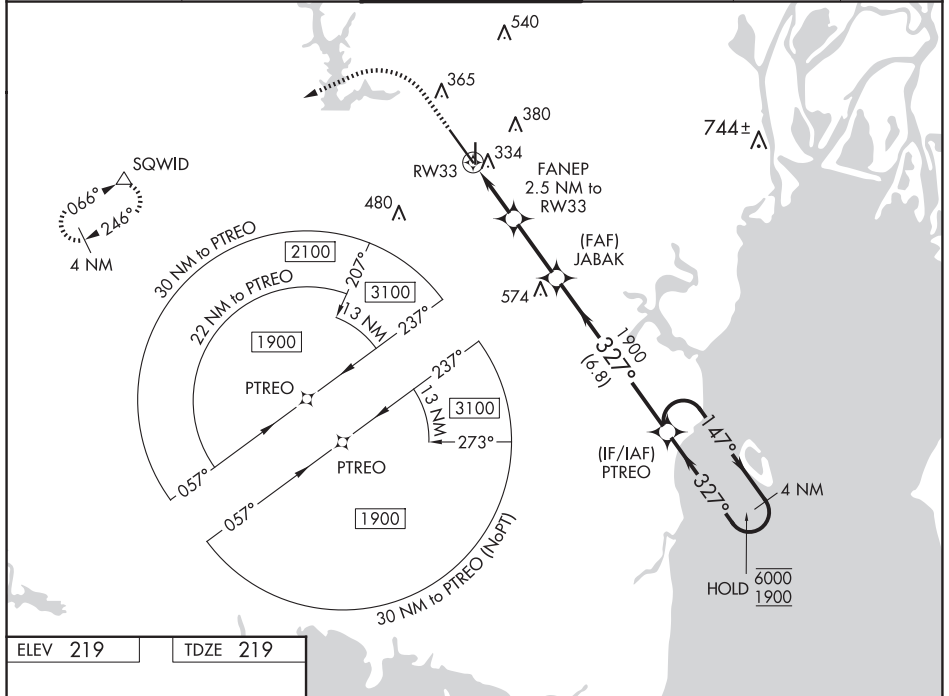 540
365
380
744±
334
RW33
FANEP
2.5 NM to
RW33
SQWID
066°
246°
4 NM
480
(FAF)
JABAK
574
30 NM to PTREO
2100
207°
22 NM to PTREO
3100
13 NM
237°
1900
PTREO
057°
1900
327°
(6.8)
237°
13 NM
3100
273°
PTREO
057°
1900
30 NM to PTREO (NoPT)
(IF/IAF)
PTREO
147°
327°
4 NM
HOLD
6000
1900
ELEV 219
TDZE 219